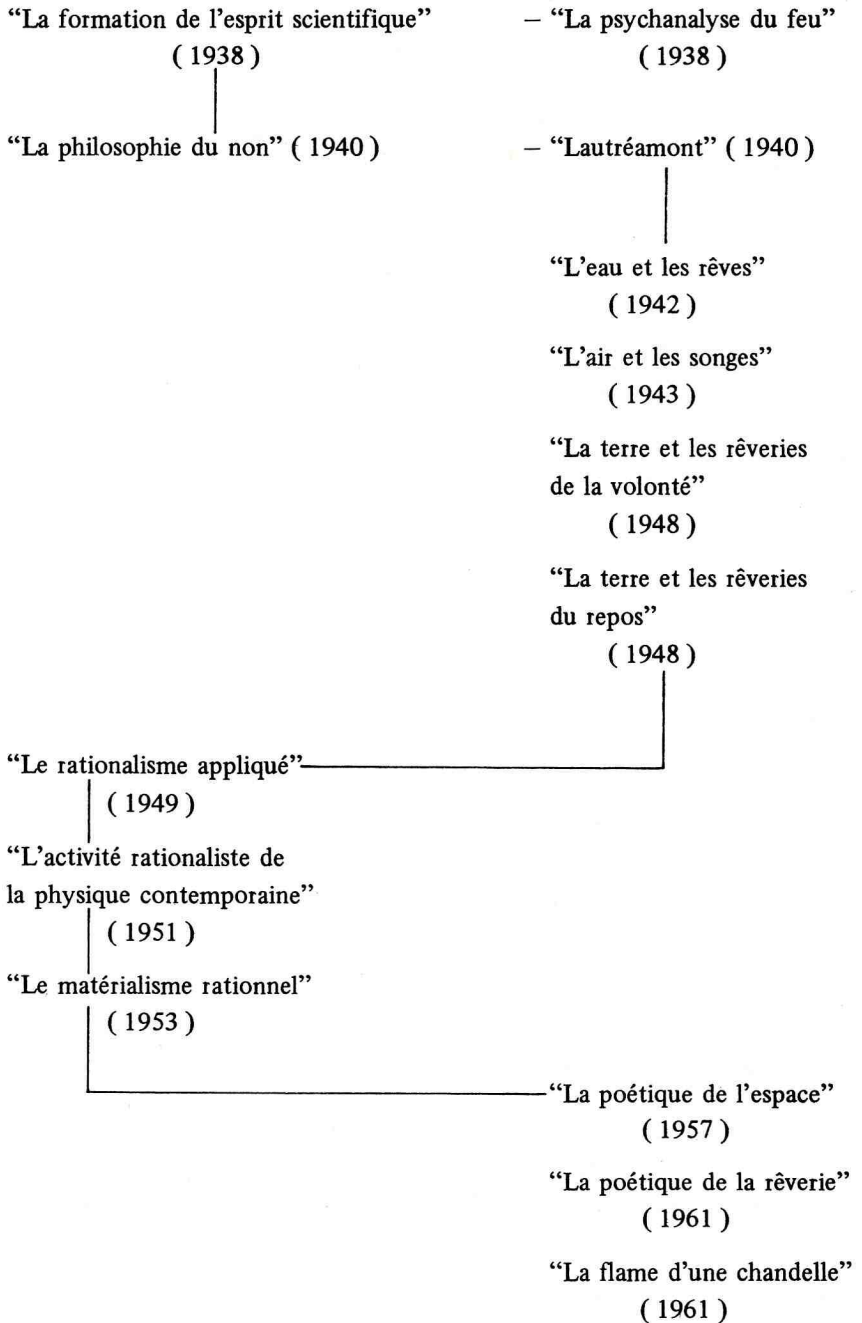 “La formation de l'esprit scientifique” – “La psychanalyse du feu”
( 1938 ) ( 1938 )
“La philosophie du non” ( 1940 ) – “Lautréamont” ( 1940 )
“L'eau et les rêves”
( 1942 )
“L'air et les songes”
( 1943 )
“La terre et les rêveries
de la volonté”
( 1948 )
“La terre et les rêveries
du repos”
( 1948 )
“Le rationalisme appliqué”
( 1949 )
“L'activité rationaliste de
la physique contemporaine”
( 1951 )
“Le matérialisme rationnel”
( 1953 )
“La poétique de l'espace”
( 1957 )
“La poétique de la rêverie”
( 1961 )
“La flame d'une chandelle”
( 1961 )